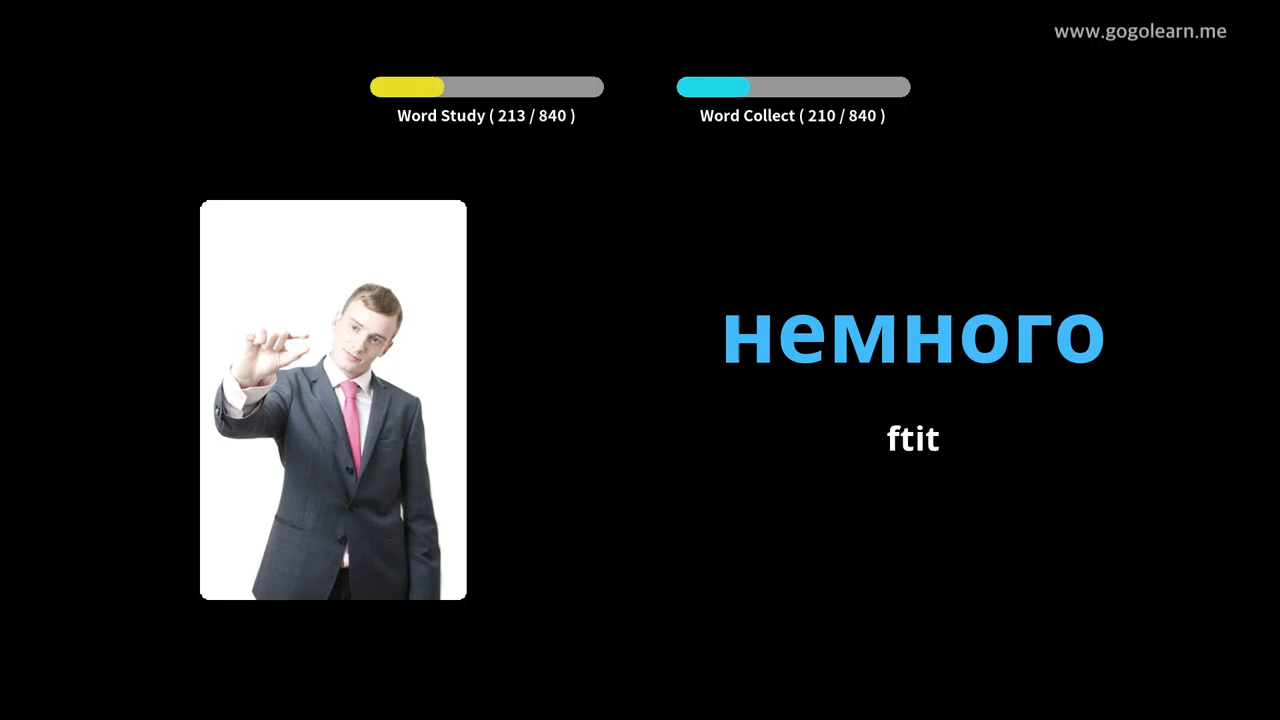 www.gogolearn.me
Word Study ( 213 / 840 )
Word Collect ( 210 / 840 )
немного
ftit